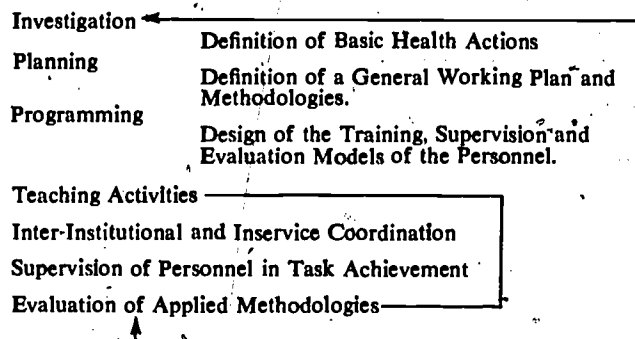 Investigation
Definition of Basic Health Actions
Planning
Definition of a General Working Plan and
Methodologies.
Programming
Design of the Training, Supervision and
Evaluation Models of the Personnel.
Teaching Activities
Inter-Institutional and Inservice Coordination
Supervision of Personnel in Task Achievement
Evaluation of Applied Methodologies